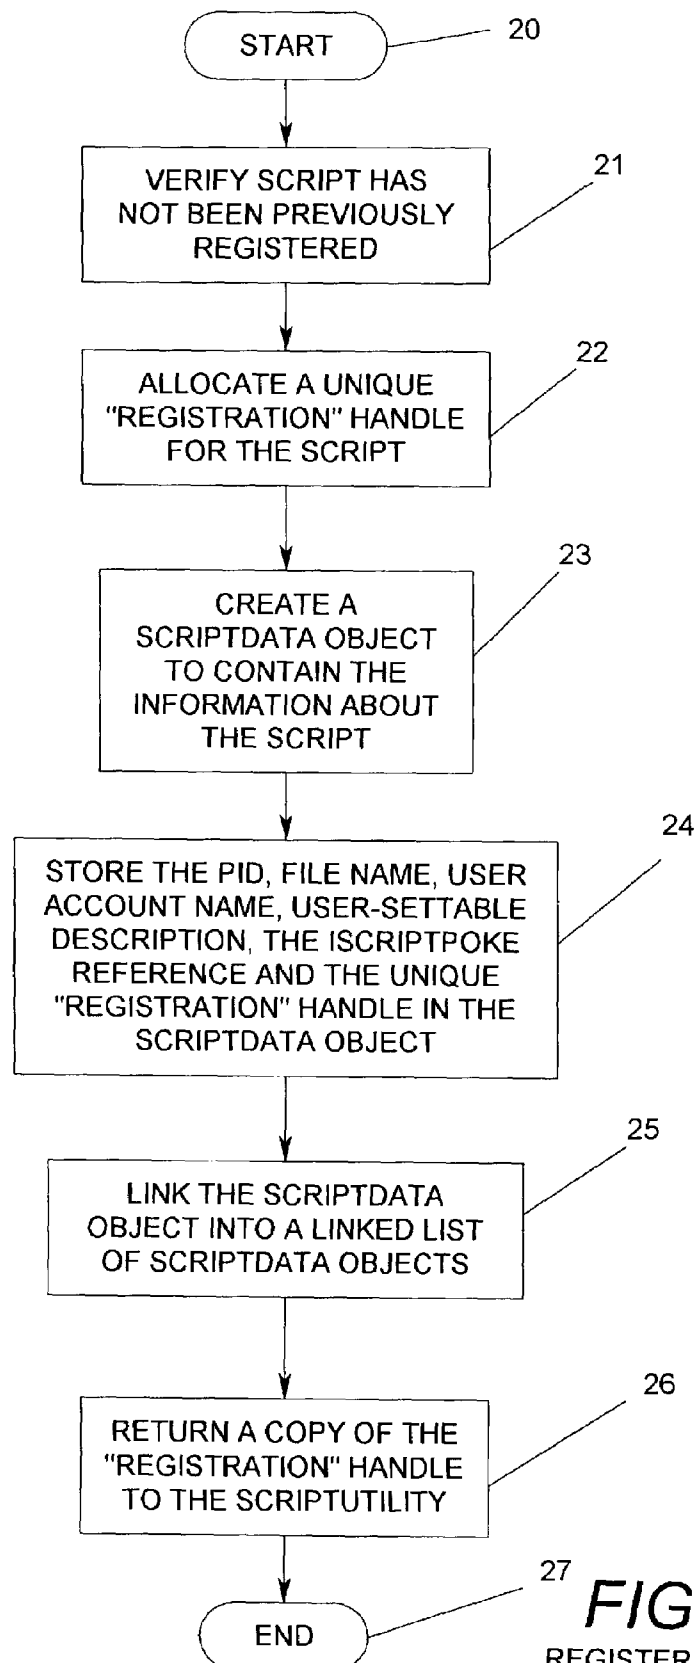 START
20
VERIFY SCRIPT HAS
NOT BEEN PREVIOUSLY
REGISTERED
21
ALLOCATE A UNIQUE
"REGISTRATION" HANDLE
FOR THE SCRIPT
22
CREATE A
SCRIPTDATA OBJECT
TO CONTAIN THE
INFORMATION ABOUT
THE SCRIPT
23
STORE THE PID, FILE NAME, USER
ACCOUNT NAME, USER-SETTABLE
DESCRIPTION, THE ISCRIPTPOKE
REFERENCE AND THE UNIQUE
"REGISTRATION" HANDLE IN THE
SCRIPTDATA OBJECT
24
LINK THE SCRIPTDATA
OBJECT INTO A LINKED LIST
OF SCRIPTDATA OBJECTS
25
RETURN A COPY OF THE
"REGISTRATION" HANDLE
TO THE SCRIPTUTILITY
26
END
27
FIG
REGISTER